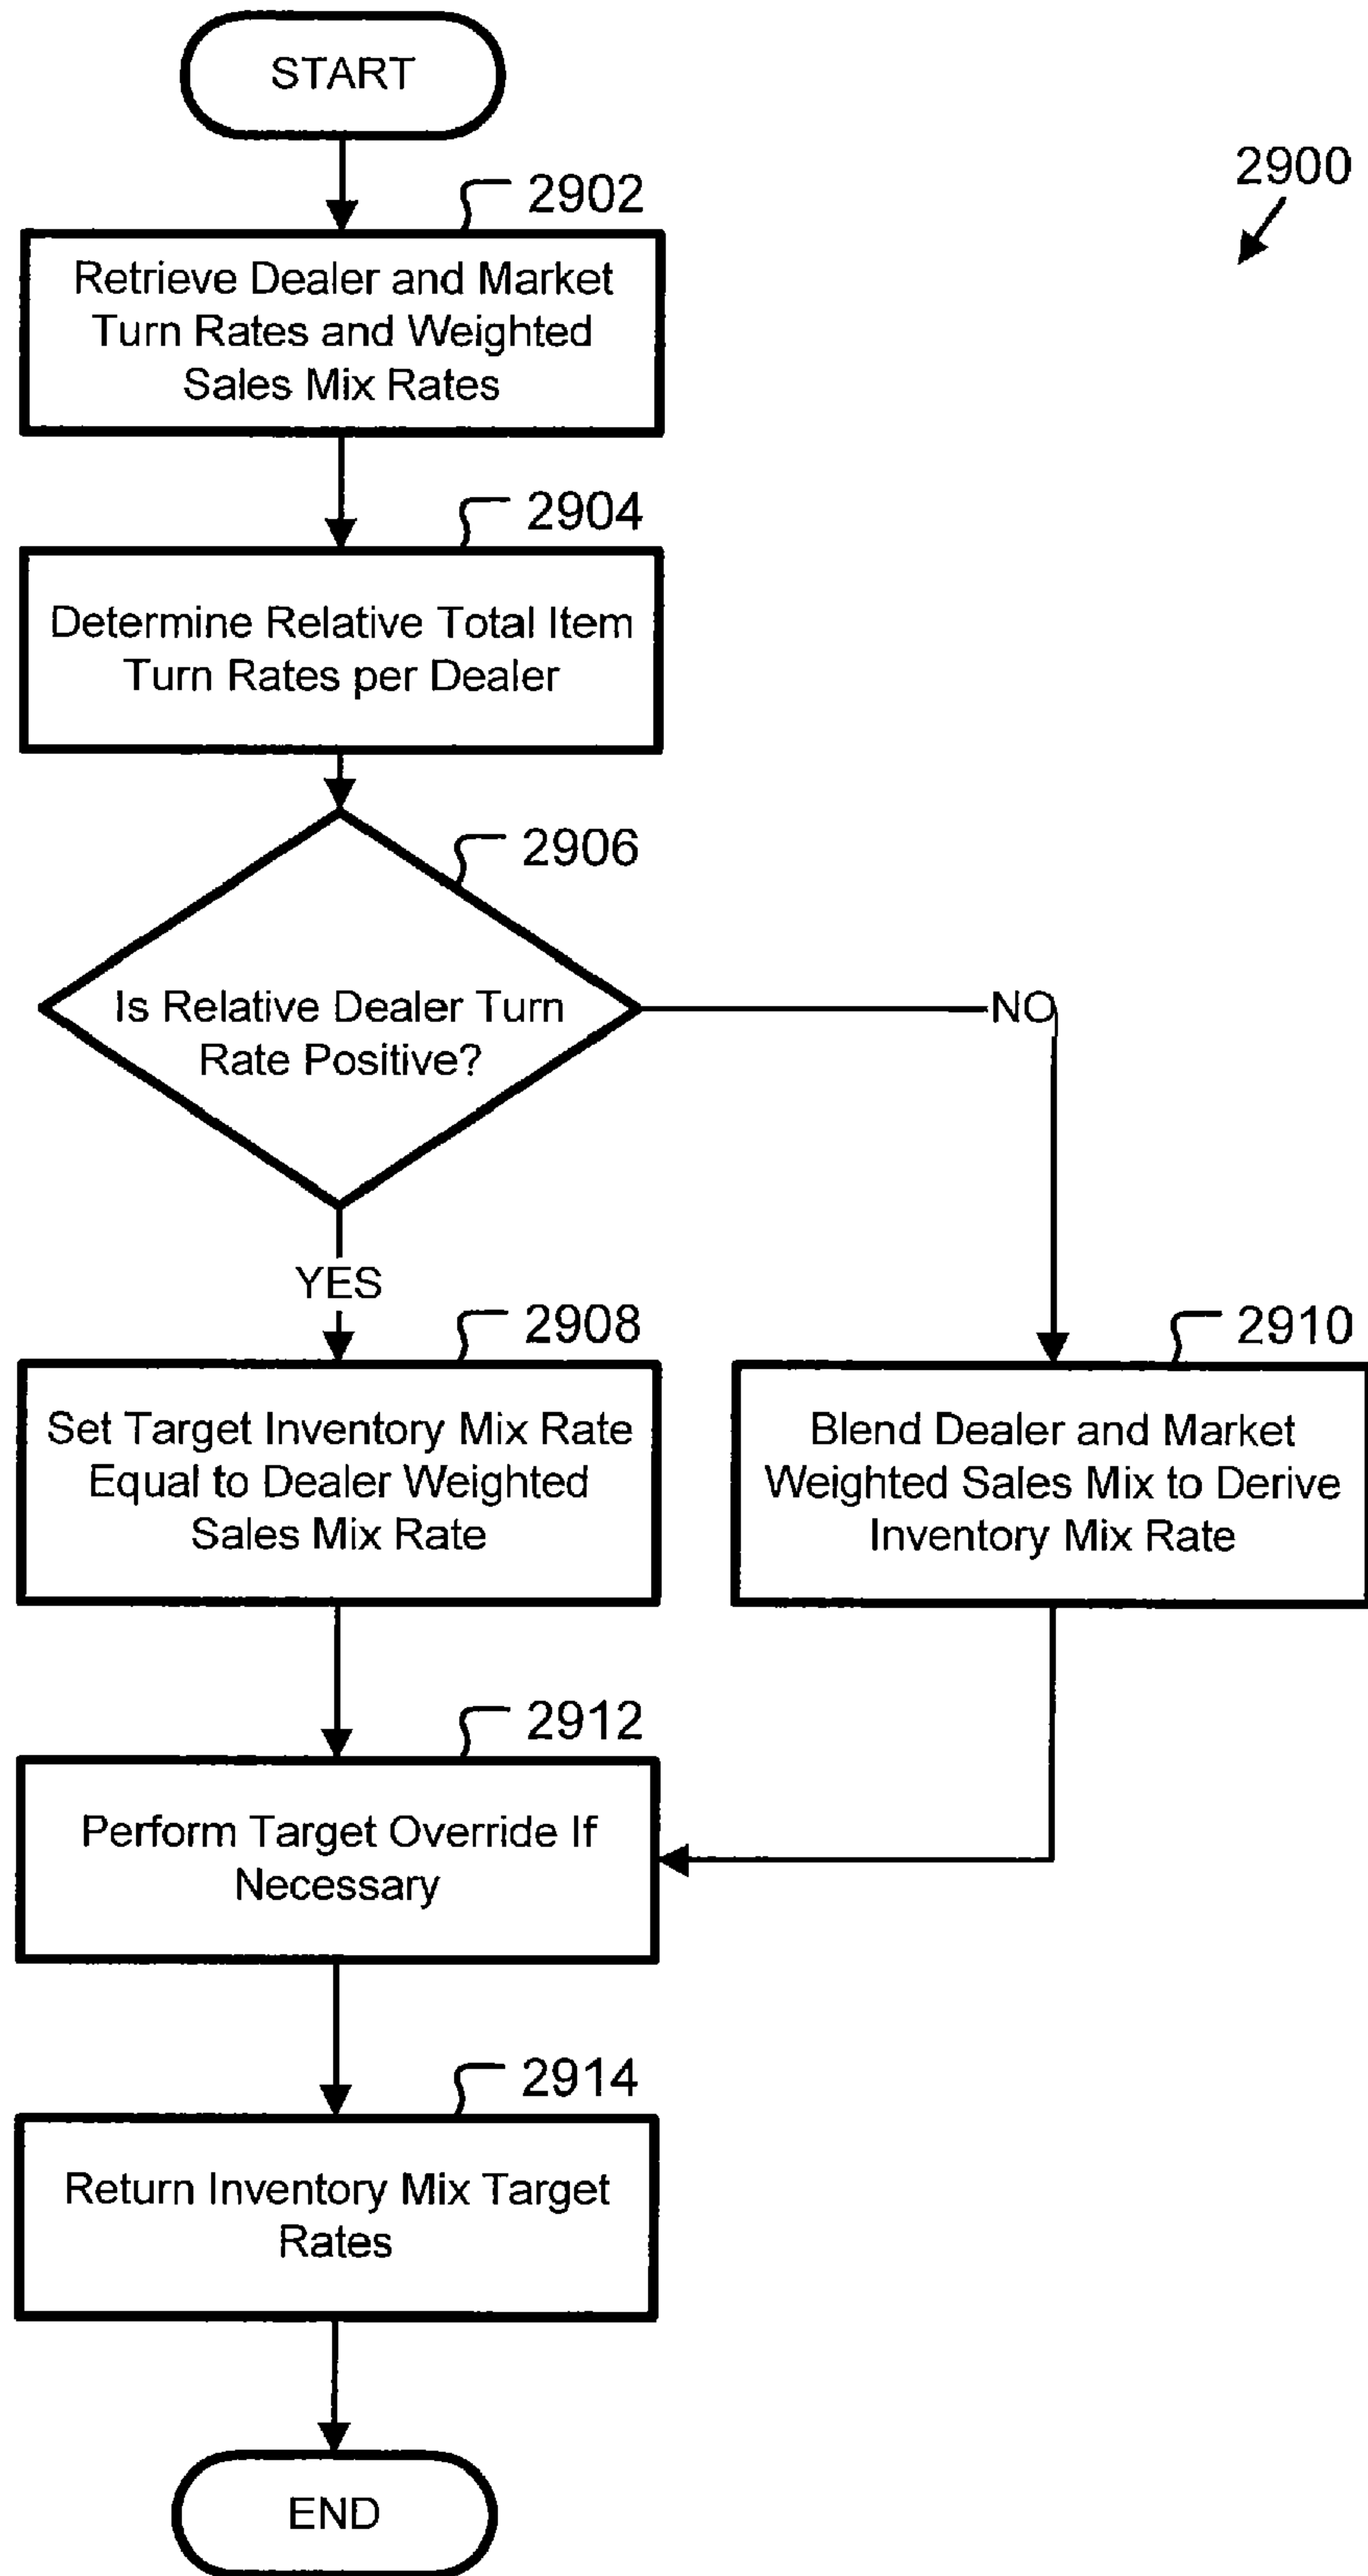 START
2900
2902
Retrieve Dealer and Market
Turn Rates and Weighted
Sales Mix Rates
2904
Determine Relative Total Item
Turn Rates per Dealer
2906
Is Relative Dealer Turn
Rate Positive?
NO
YES
2908
Set Target Inventory Mix Rate
Equal to Dealer Weighted
Sales Mix Rate
2910
Blend Dealer and Market
Weighted Sales Mix to Derive
Inventory Mix Rate
2912
Perform Target Override If
Necessary
2914
Return Inventory Mix Target
Rates
END